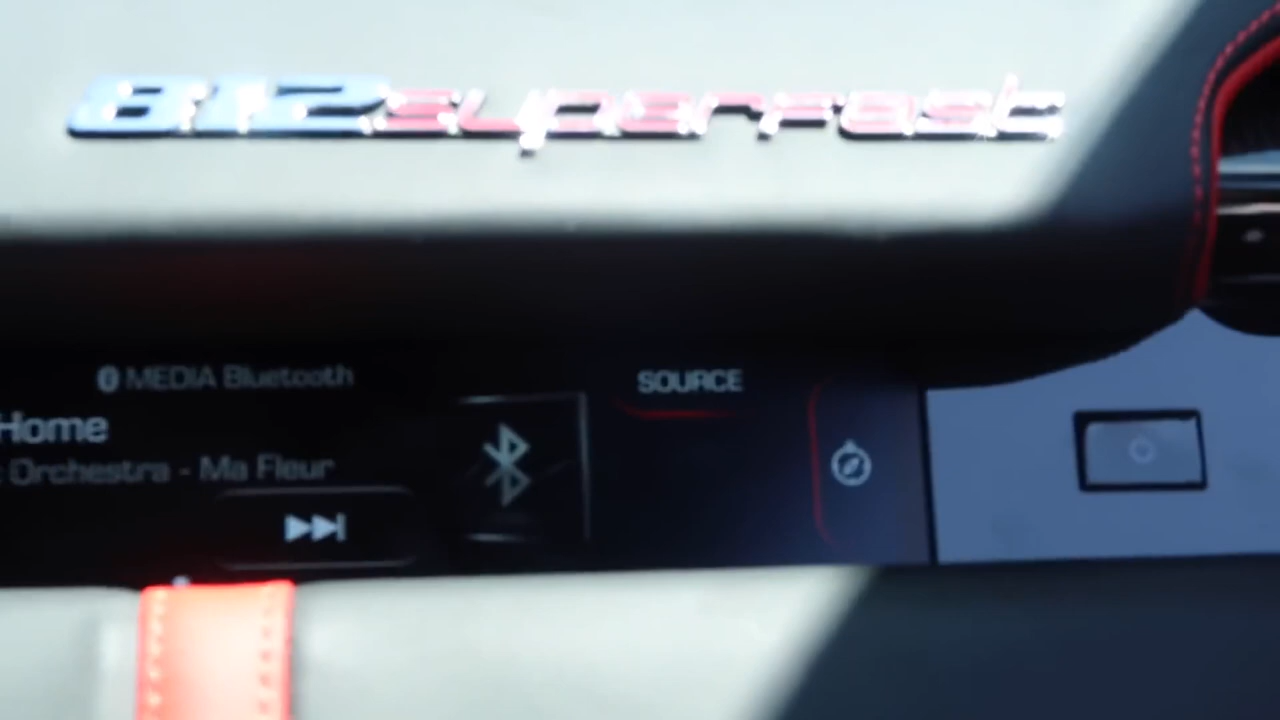 812superfast
MEDIA Bluetooth
SOURCE
Home
Orchestra - Ma Fleur